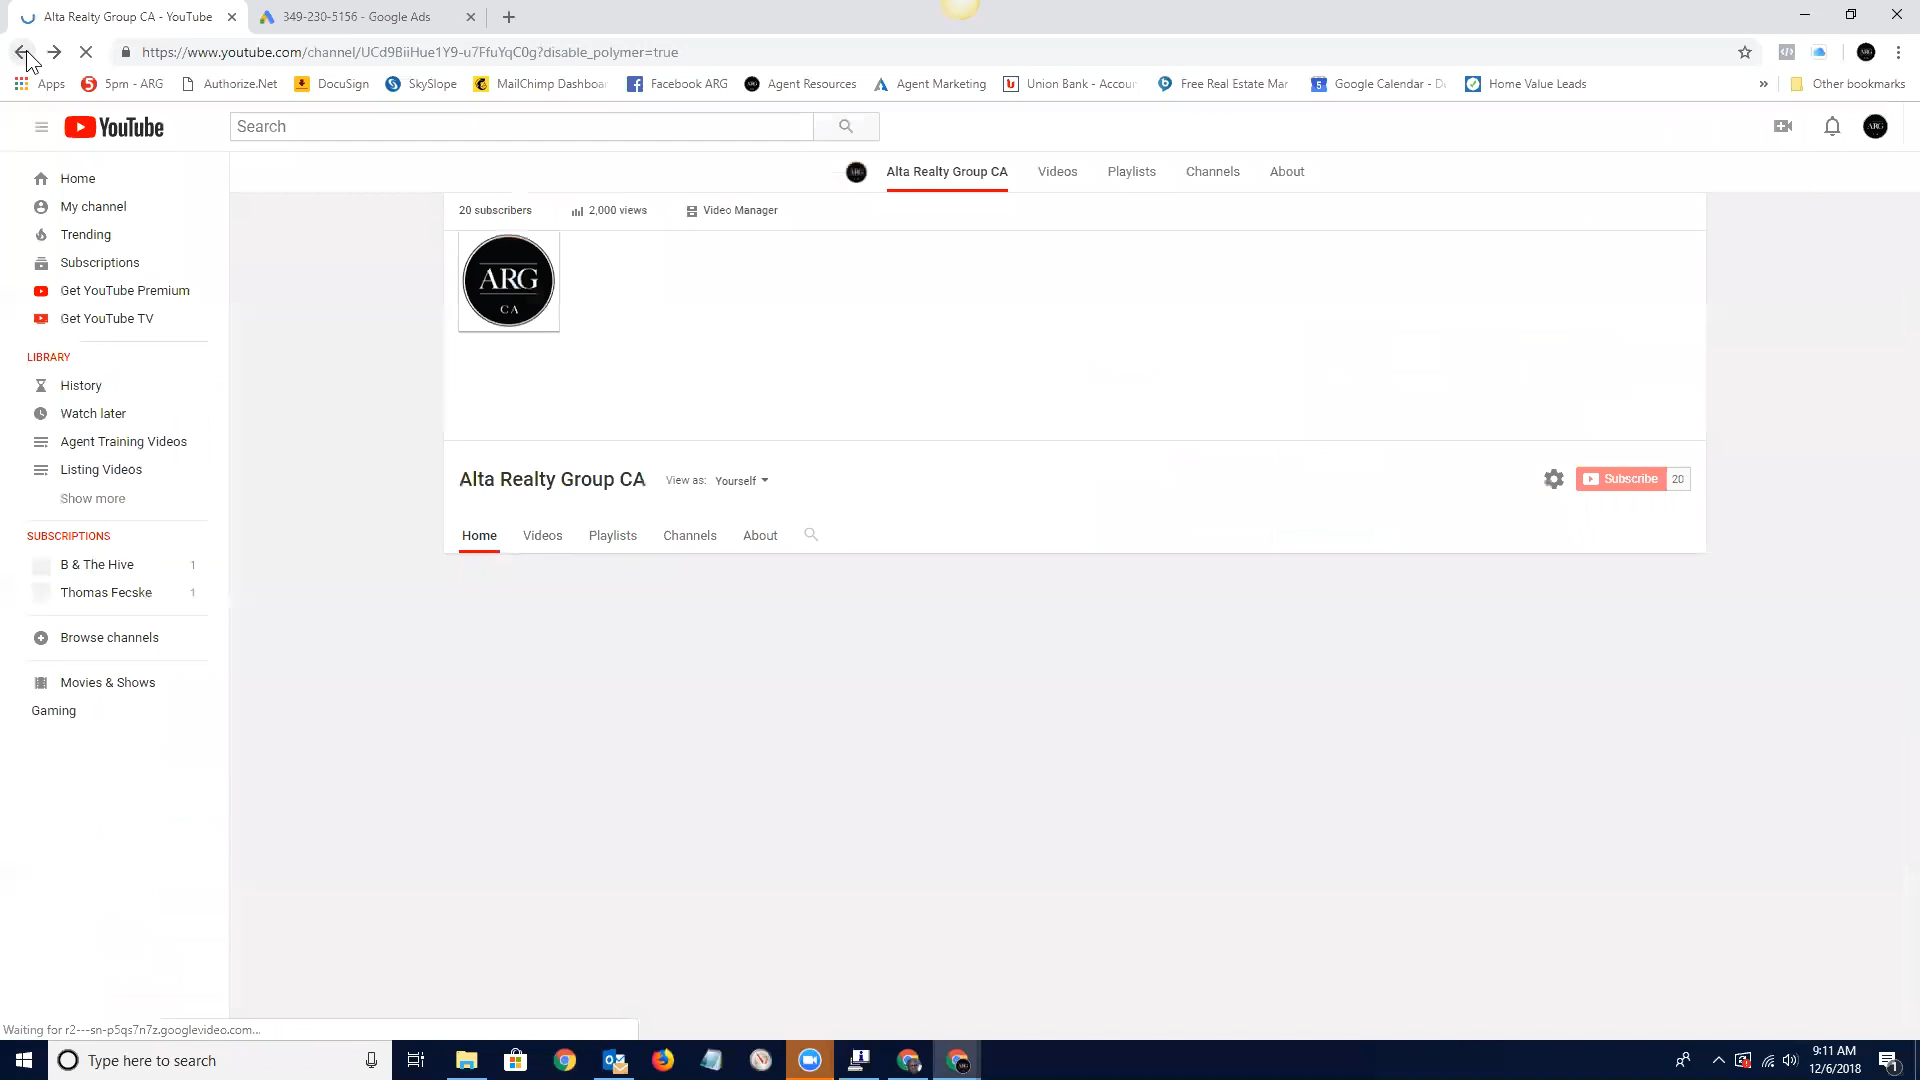 Alta Realty Group CA - YouTube
349-230-5156 - Google Ads
https://www.youtube.com/channel/UCd9BiiHue1Y9-u7FfuYqC0g?disable_polymer=true
Apps 5pm - ARG Authorize.Net DocuSign SkySlope MailChimp Dashboar Facebook ARG Agent Resources Agent Marketing Union Bank - Accour Free Real Estate Mar Google Calendar - De Home Value Leads » Other bookmarks
YouTube
Search
ARG
Alta Realty Group CA Videos Playlists Channels About
20 subscribers 2,000 views Video Manager
ARG
CA
Alta Realty Group CA View as: Yourself
Subscribe 20
Home Videos Playlists Channels About
Home
My channel
Trending
Subscriptions
Get YouTube Premium
Get YouTube TV
LIBRARY
History
Watch later
Agent Training Videos
Listing Videos
Show more
SUBSCRIPTIONS
B & The Hive 1
Thomas Fecske 1
Browse channels
Movies & Shows
Gaming
Waiting for r2---sn-p5qs7n7z.googlevideo.com...
Type here to search
9:11 AM
12/6/2018
1